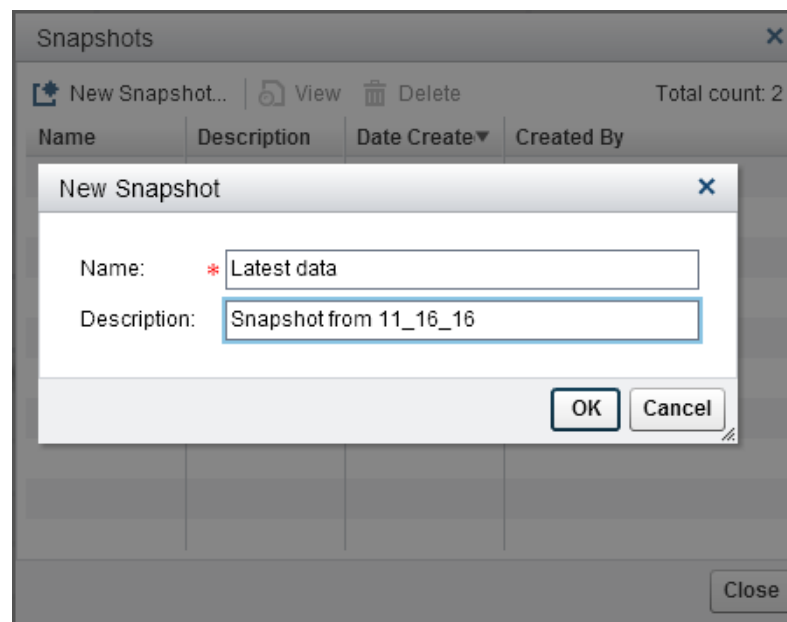 Snapshots
New Snapshot... View Delete Total count: 2
Name Description Date Create Created By
New Snapshot
Name: * Latest data
Description: Snapshot from 11_16_16
OK Cancel
Close